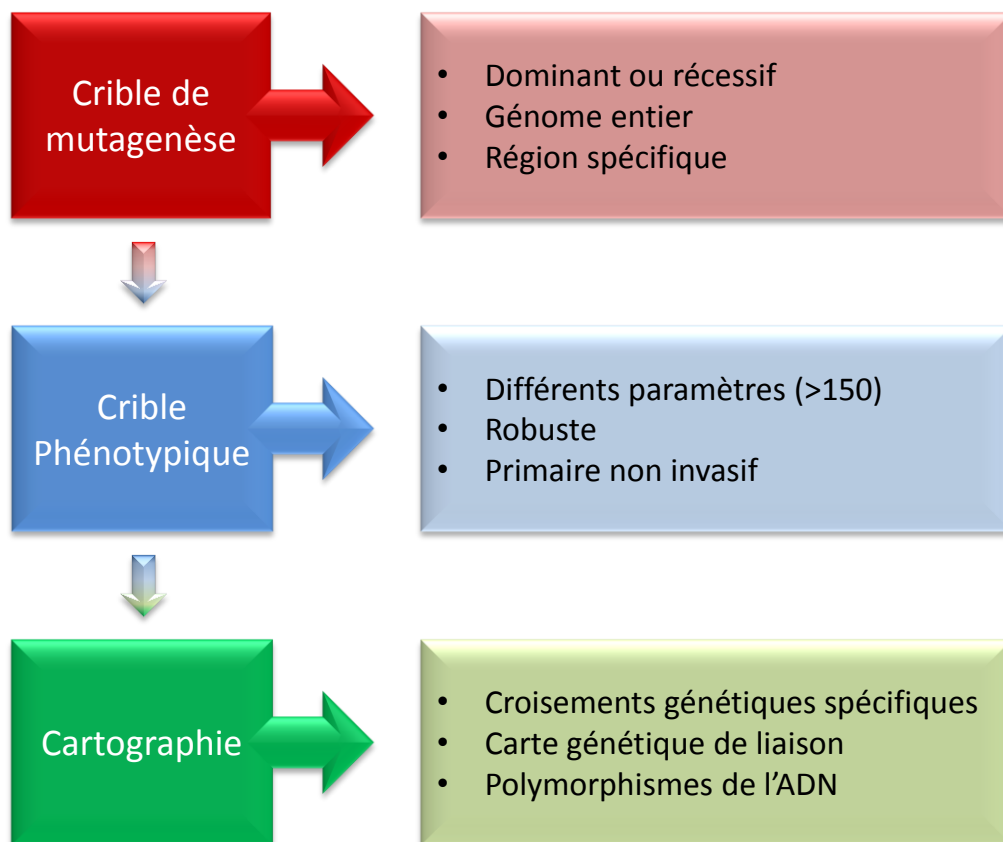 Crible de
mutagenèse
• Dominant ou récessif
• Génome entier
• Région spécifique
Crible
Phénotypique
• Différents paramètres (>150)
• Robuste
• Primaire non invasif
Cartographie
• Croisements génétiques spécifiques
• Carte génétique de liaison
• Polymorphismes de l’ADN